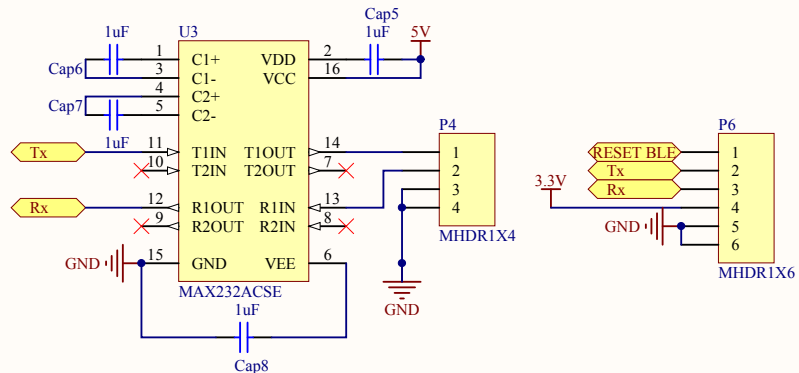 Cap5
1uF
U3
1uF
5V
1
C1+
VDD
2
Cap6
3
C1-
VCC
16
4
C2+
Cap7
5
C2-
1uF
P4
P6
Tx
11
T1IN
T1OUT
14
1
RESET BLE
1
10
T2IN
T2OUT
7
2
Tx
2
3.3V
3
Rx
3
Rx
12
R1OUT
R1IN
13
4
4
9
R2OUT
R2IN
8
MHDR1X4
GND
5
6
GND
15
GND
VEE
6
MHDR1X6
MAX232ACSE
GND
1uF
Cap8